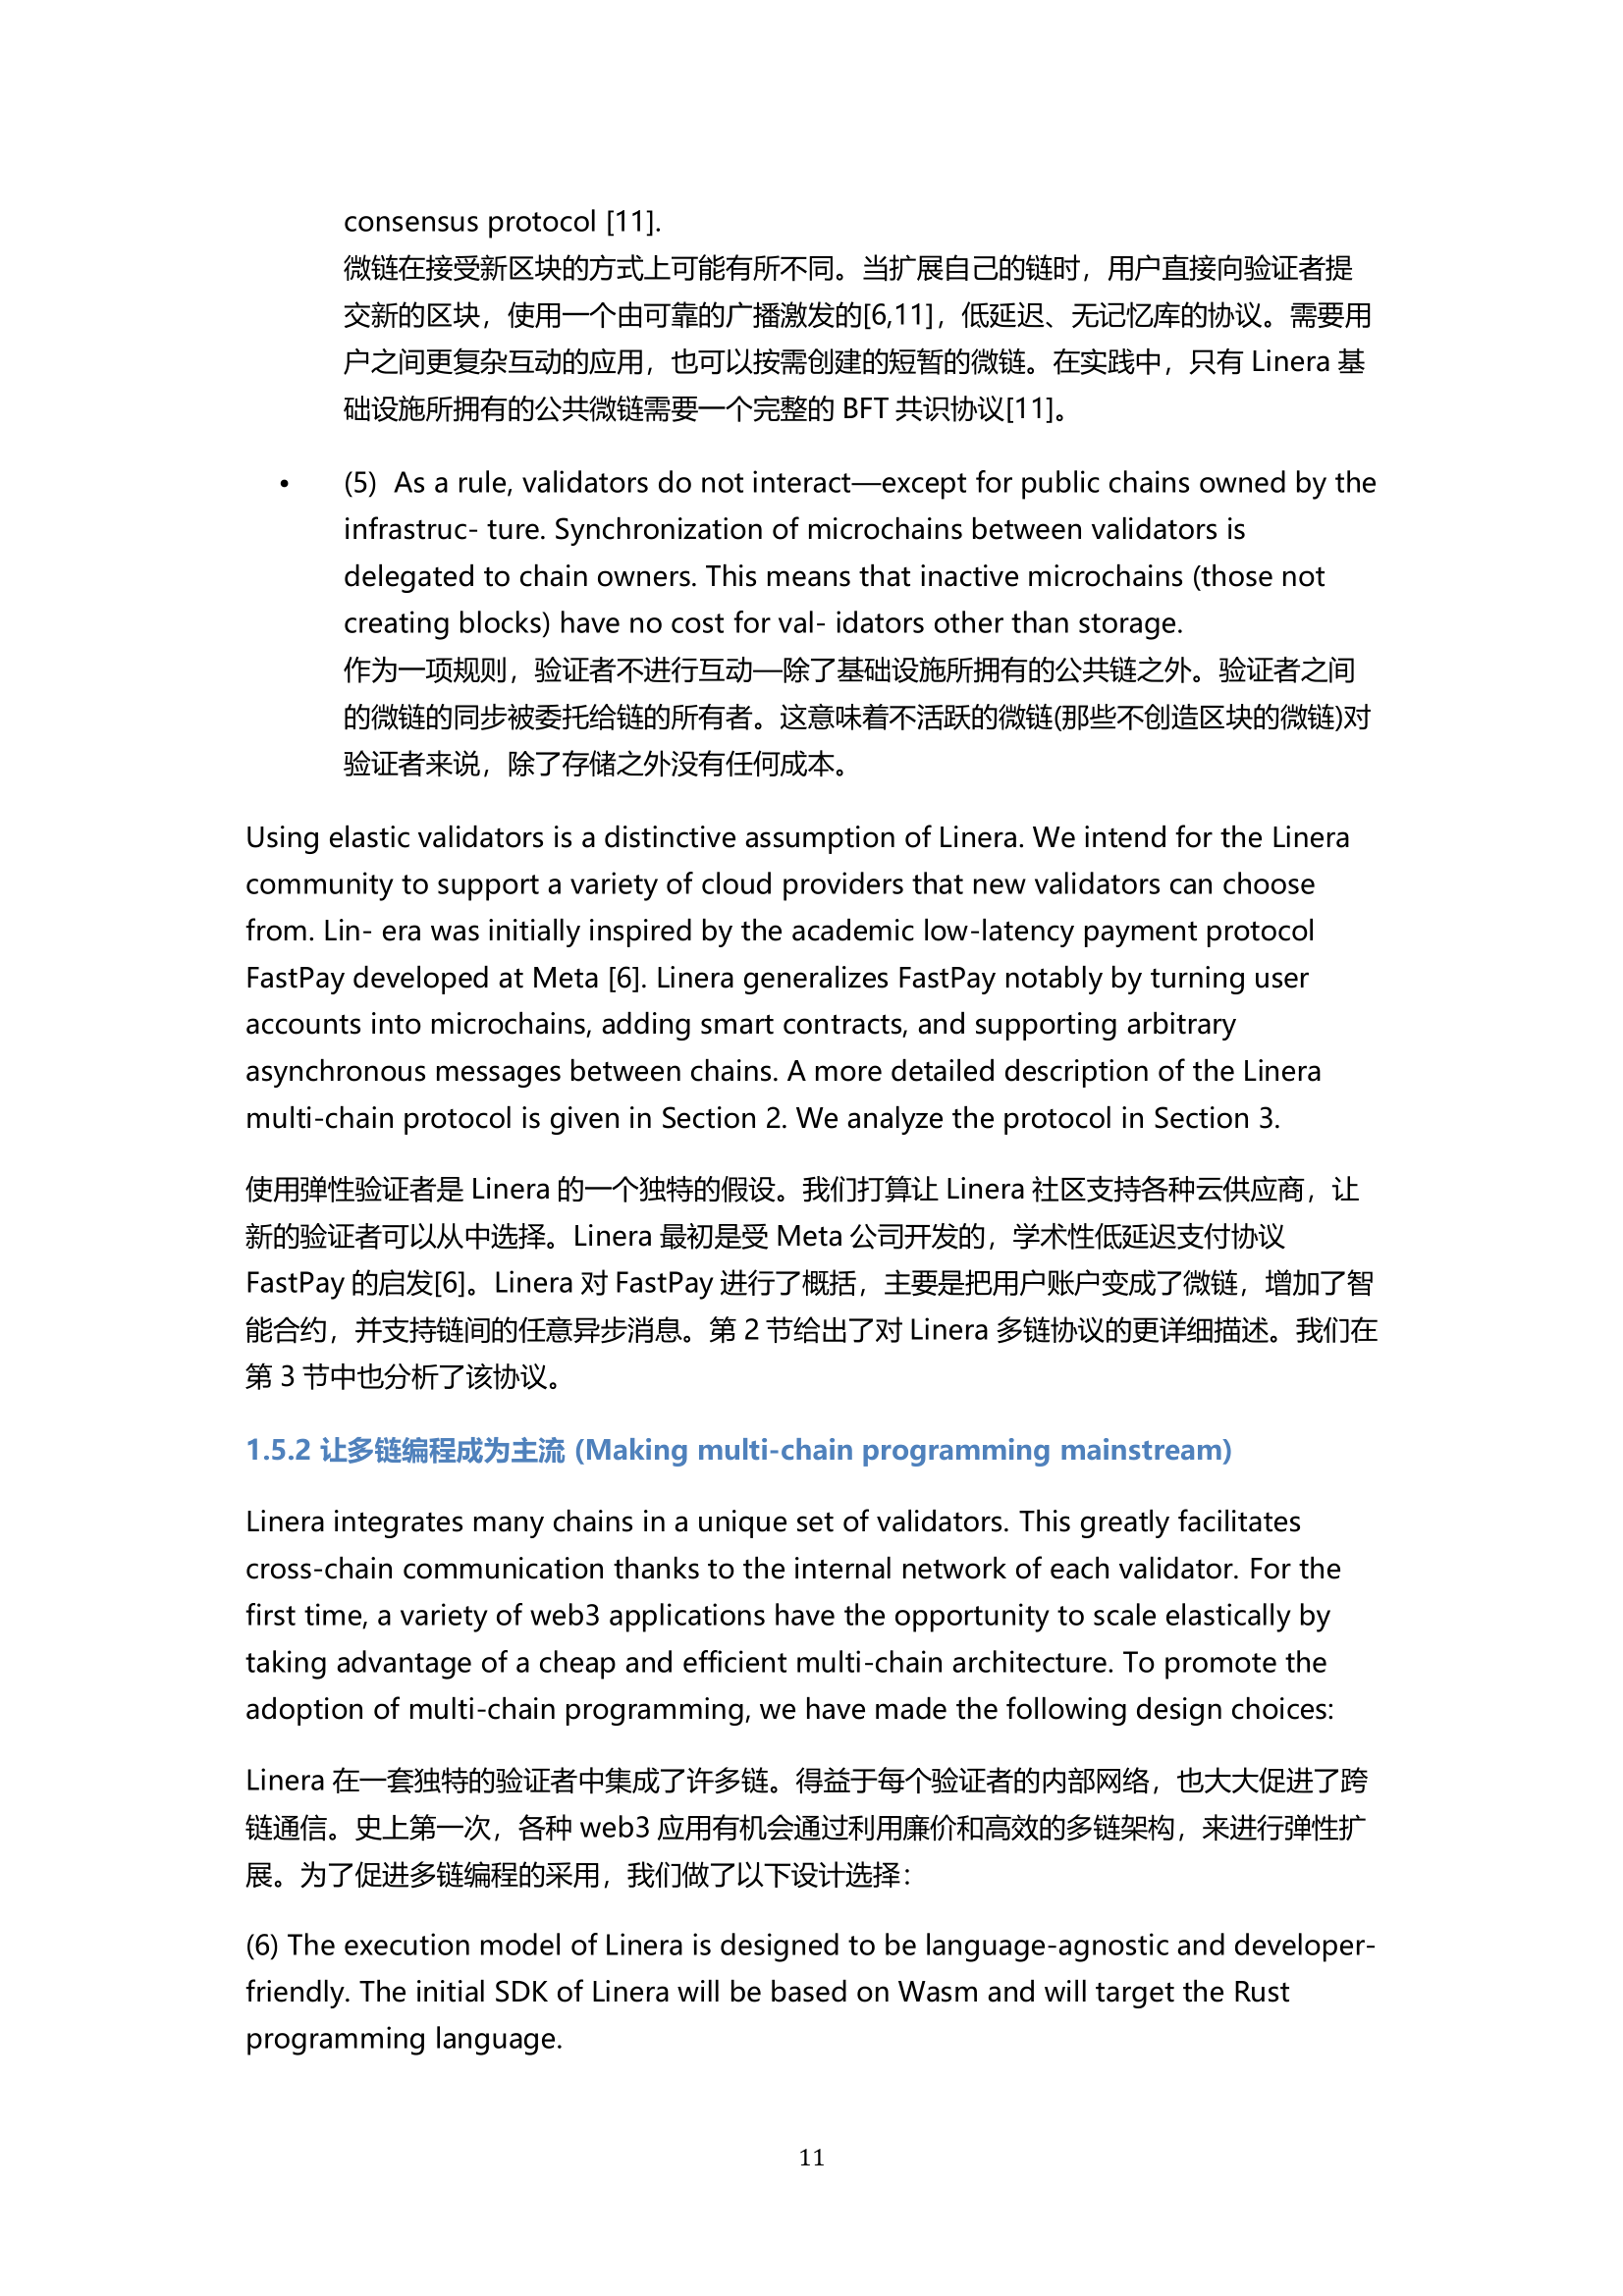 consensus protocol [11].
微链在接受新区块的方式上可能有所不同。当扩展自己的链时，用户直接向验证者提
交新的区块，使用一个由可靠的广播激发的[6,11]，低延迟、无记忆库的协议。需要用
户之间更复杂互动的应用，也可以按需创建的短暂的微链。在实践中，只有 Linera 基
础设施所拥有的公共微链需要一个完整的 BFT 共识协议[11]。
• (5) As a rule, validators do not interact—except for public chains owned by the
infrastruc- ture. Synchronization of microchains between validators is
delegated to chain owners. This means that inactive microchains (those not
creating blocks) have no cost for val- idators other than storage.
作为一项规则，验证者不进行互动—除了基础设施所拥有的公共链之外。验证者之间
的微链的同步被委托给链的所有者。这意味着不活跃的微链(那些不创造区块的微链)对
验证者来说，除了存储之外没有任何成本。
Using elastic validators is a distinctive assumption of Linera. We intend for the Linera
community to support a variety of cloud providers that new validators can choose
from. Lin- era was initially inspired by the academic low-latency payment protocol
FastPay developed at Meta [6]. Linera generalizes FastPay notably by turning user
accounts into microchains, adding smart contracts, and supporting arbitrary
asynchronous messages between chains. A more detailed description of the Linera
multi-chain protocol is given in Section 2. We analyze the protocol in Section 3.
使用弹性验证者是 Linera 的一个独特的假设。我们打算让 Linera 社区支持各种云供应商，让
新的验证者可以从中选择。Linera 最初是受 Meta 公司开发的，学术性低延迟支付协议
FastPay 的启发[6]。Linera 对 FastPay 进行了概括，主要是把用户账户变成了微链，增加了智
能合约，并支持链间的任意异步消息。第 2 节给出了对 Linera 多链协议的更详细描述。我们在
第 3 节中也分析了该协议。
1.5.2 让多链编程成为主流 (Making multi-chain programming mainstream)
Linera integrates many chains in a unique set of validators. This greatly facilitates
cross-chain communication thanks to the internal network of each validator. For the
first time, a variety of web3 applications have the opportunity to scale elastically by
taking advantage of a cheap and efficient multi-chain architecture. To promote the
adoption of multi-chain programming, we have made the following design choices:
Linera 在一套独特的验证者中集成了许多链。得益于每个验证者的内部网络，也大大促进了跨
链通信。史上第一次，各种 web3 应用有机会通过利用廉价和高效的多链架构，来进行弹性扩
展。为了促进多链编程的采用，我们做了以下设计选择：
(6) The execution model of Linera is designed to be language-agnostic and developer-
friendly. The initial SDK of Linera will be based on Wasm and will target the Rust
programming language.
11